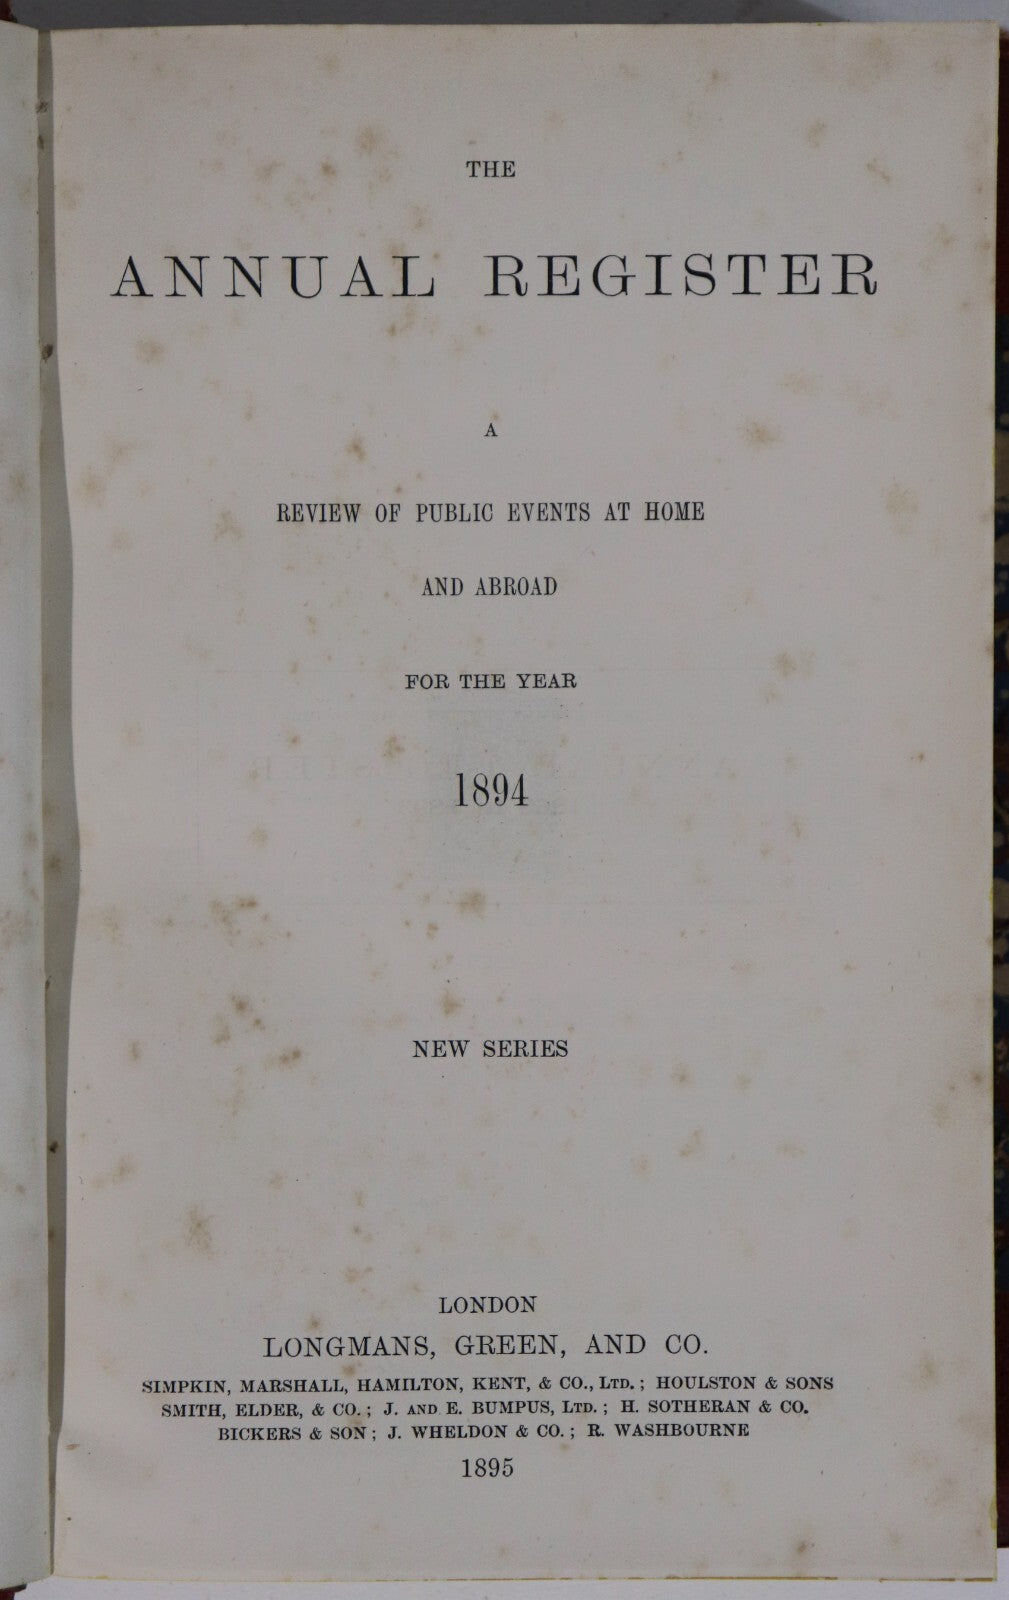 THE
ANNUAL REGISTER
A
REVIEW OF PUBLIC EVENTS AT HOME
AND ABROAD
FOR THE YEAR
1894
NEW SERIES
LONDON
LONGMANS, GREEN, AND CO.
SIMPKIN, MARSHALL, HAMILTON, KENT, & CO., LTD.; HOULSTON & SONS
SMITH, ELDER, & CO.; J. AND E. BUMPUS, LTD.; H. SOTHERAN & CO.
BICKERS & SON; J. WHELDON & CO.; R. WASHBOURNE
1895